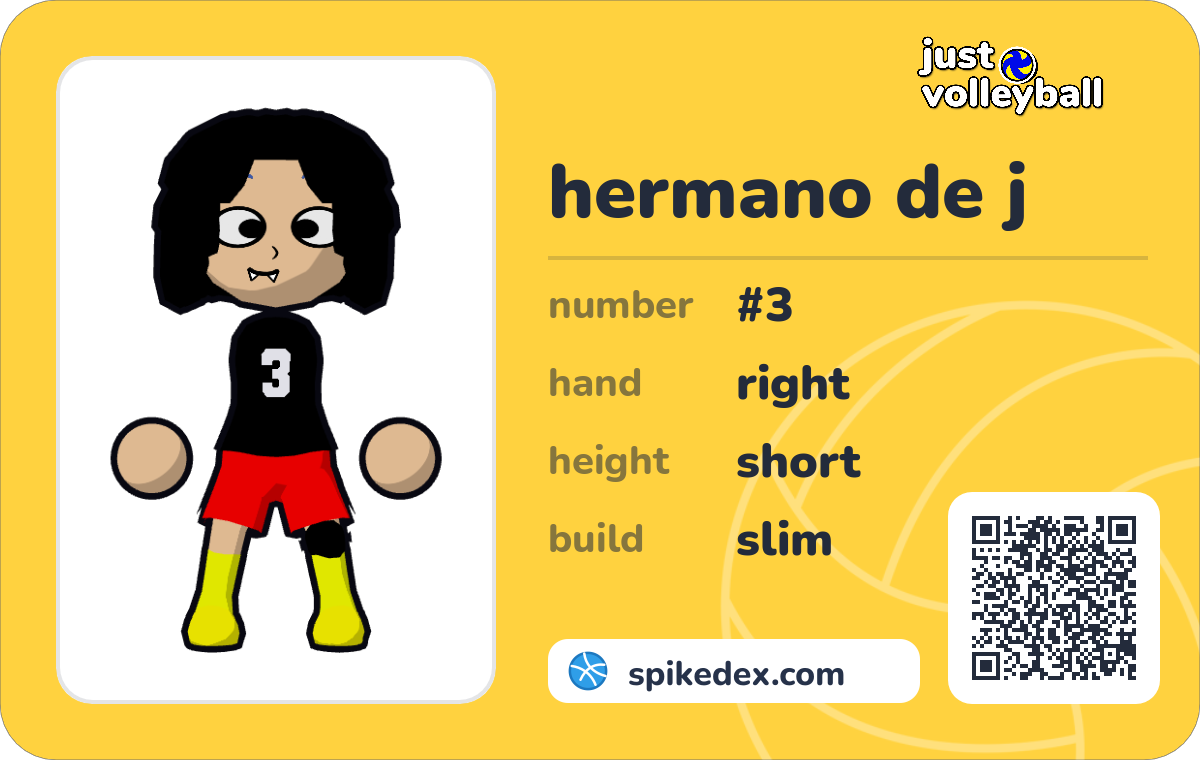 just
volleyball
hermano de j
number #3
hand right
height short
build slim
3
spikedex.com